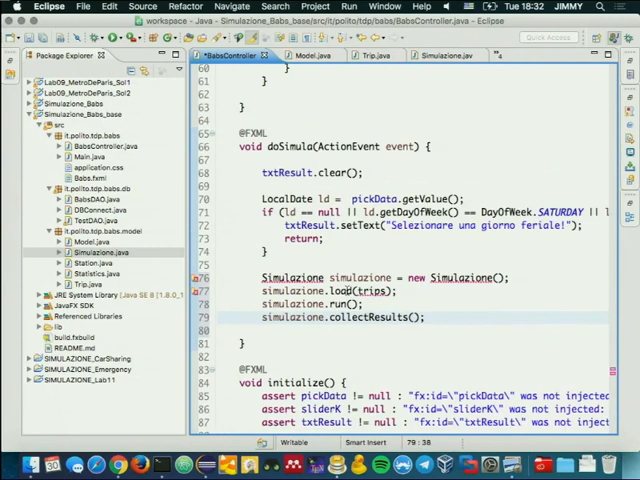 Eclipse File Edit Source Refactor Navigate Search Project Run Window Help Tue 18:32 JIMMY
workspace - Java - Simulazione_Babs_base/src/it/polito/tdp/babs/BabsController.java - Eclipse
Quick Access
Package Explorer
Lab09_MetroDeParis_Sol1
Lab09_MetroDeParis_Sol2
Simulazione_Babs
Simulazione_Babs_base
src
it.polito.tdp.babs
BabsController.java
Main.java
application.css
Babs.fxml
it.polito.tdp.babs.db
BabsDAO.java
DBConnect.java
TestDAO.java
it.polito.tdp.babs.model
Model.java
Simulazione.java
Station.java
Statistics.java
Trip.java
JRE System Library [Java SE 8 [1.8.0
JavaFX SDK
Referenced Libraries
lib
build.fxbuild
README.md
SIMULAZIONE_CarSharing
SIMULAZIONE_Emergency
SIMULAZIONE_Lab11
*BabsController Model.java Trip.java Simulazione.jav 4
60 }
61 }
62
63 }
64
65 @FXML
66 void doSimula(ActionEvent event) {
67
68 txtResult.clear();
69
70 LocalDate ld = pickData.getValue();
71 if (ld == null || ld.getDayOfWeek() == DayOfWeek.SATURDAY || l
72 txtResult.setText("Selezionare una giorno feriale!");
73 return;
74 }
75
76 Simulazione simulazione = new Simulazione();
77 simulazione.load(trips);
78 simulazione.run();
79 simulazione.collectResults();
80
81 }
82
83 @FXML
84 void initialize() {
85 assert pickData != null : "fx:id=\"pickData\" was not injected
86 assert sliderK != null : "fx:id=\"sliderK\" was not injected:
87 assert txtResult != null : "fx:id=\"txtResult\" was not inject
Writable Smart Insert 79 : 38